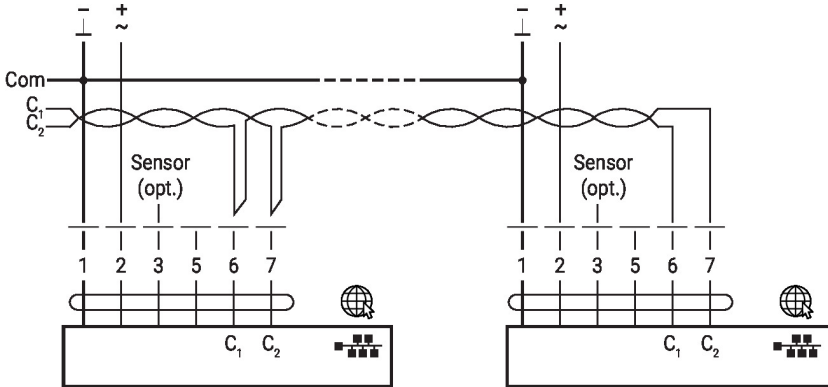 – +
⊥ ~
– +
⊥ ~
Com
C₁
C₂
Sensor
(opt.)
Sensor
(opt.)
1 2 3 5 6 7
1 2 3 5 6 7
C₁ C₂
C₁ C₂